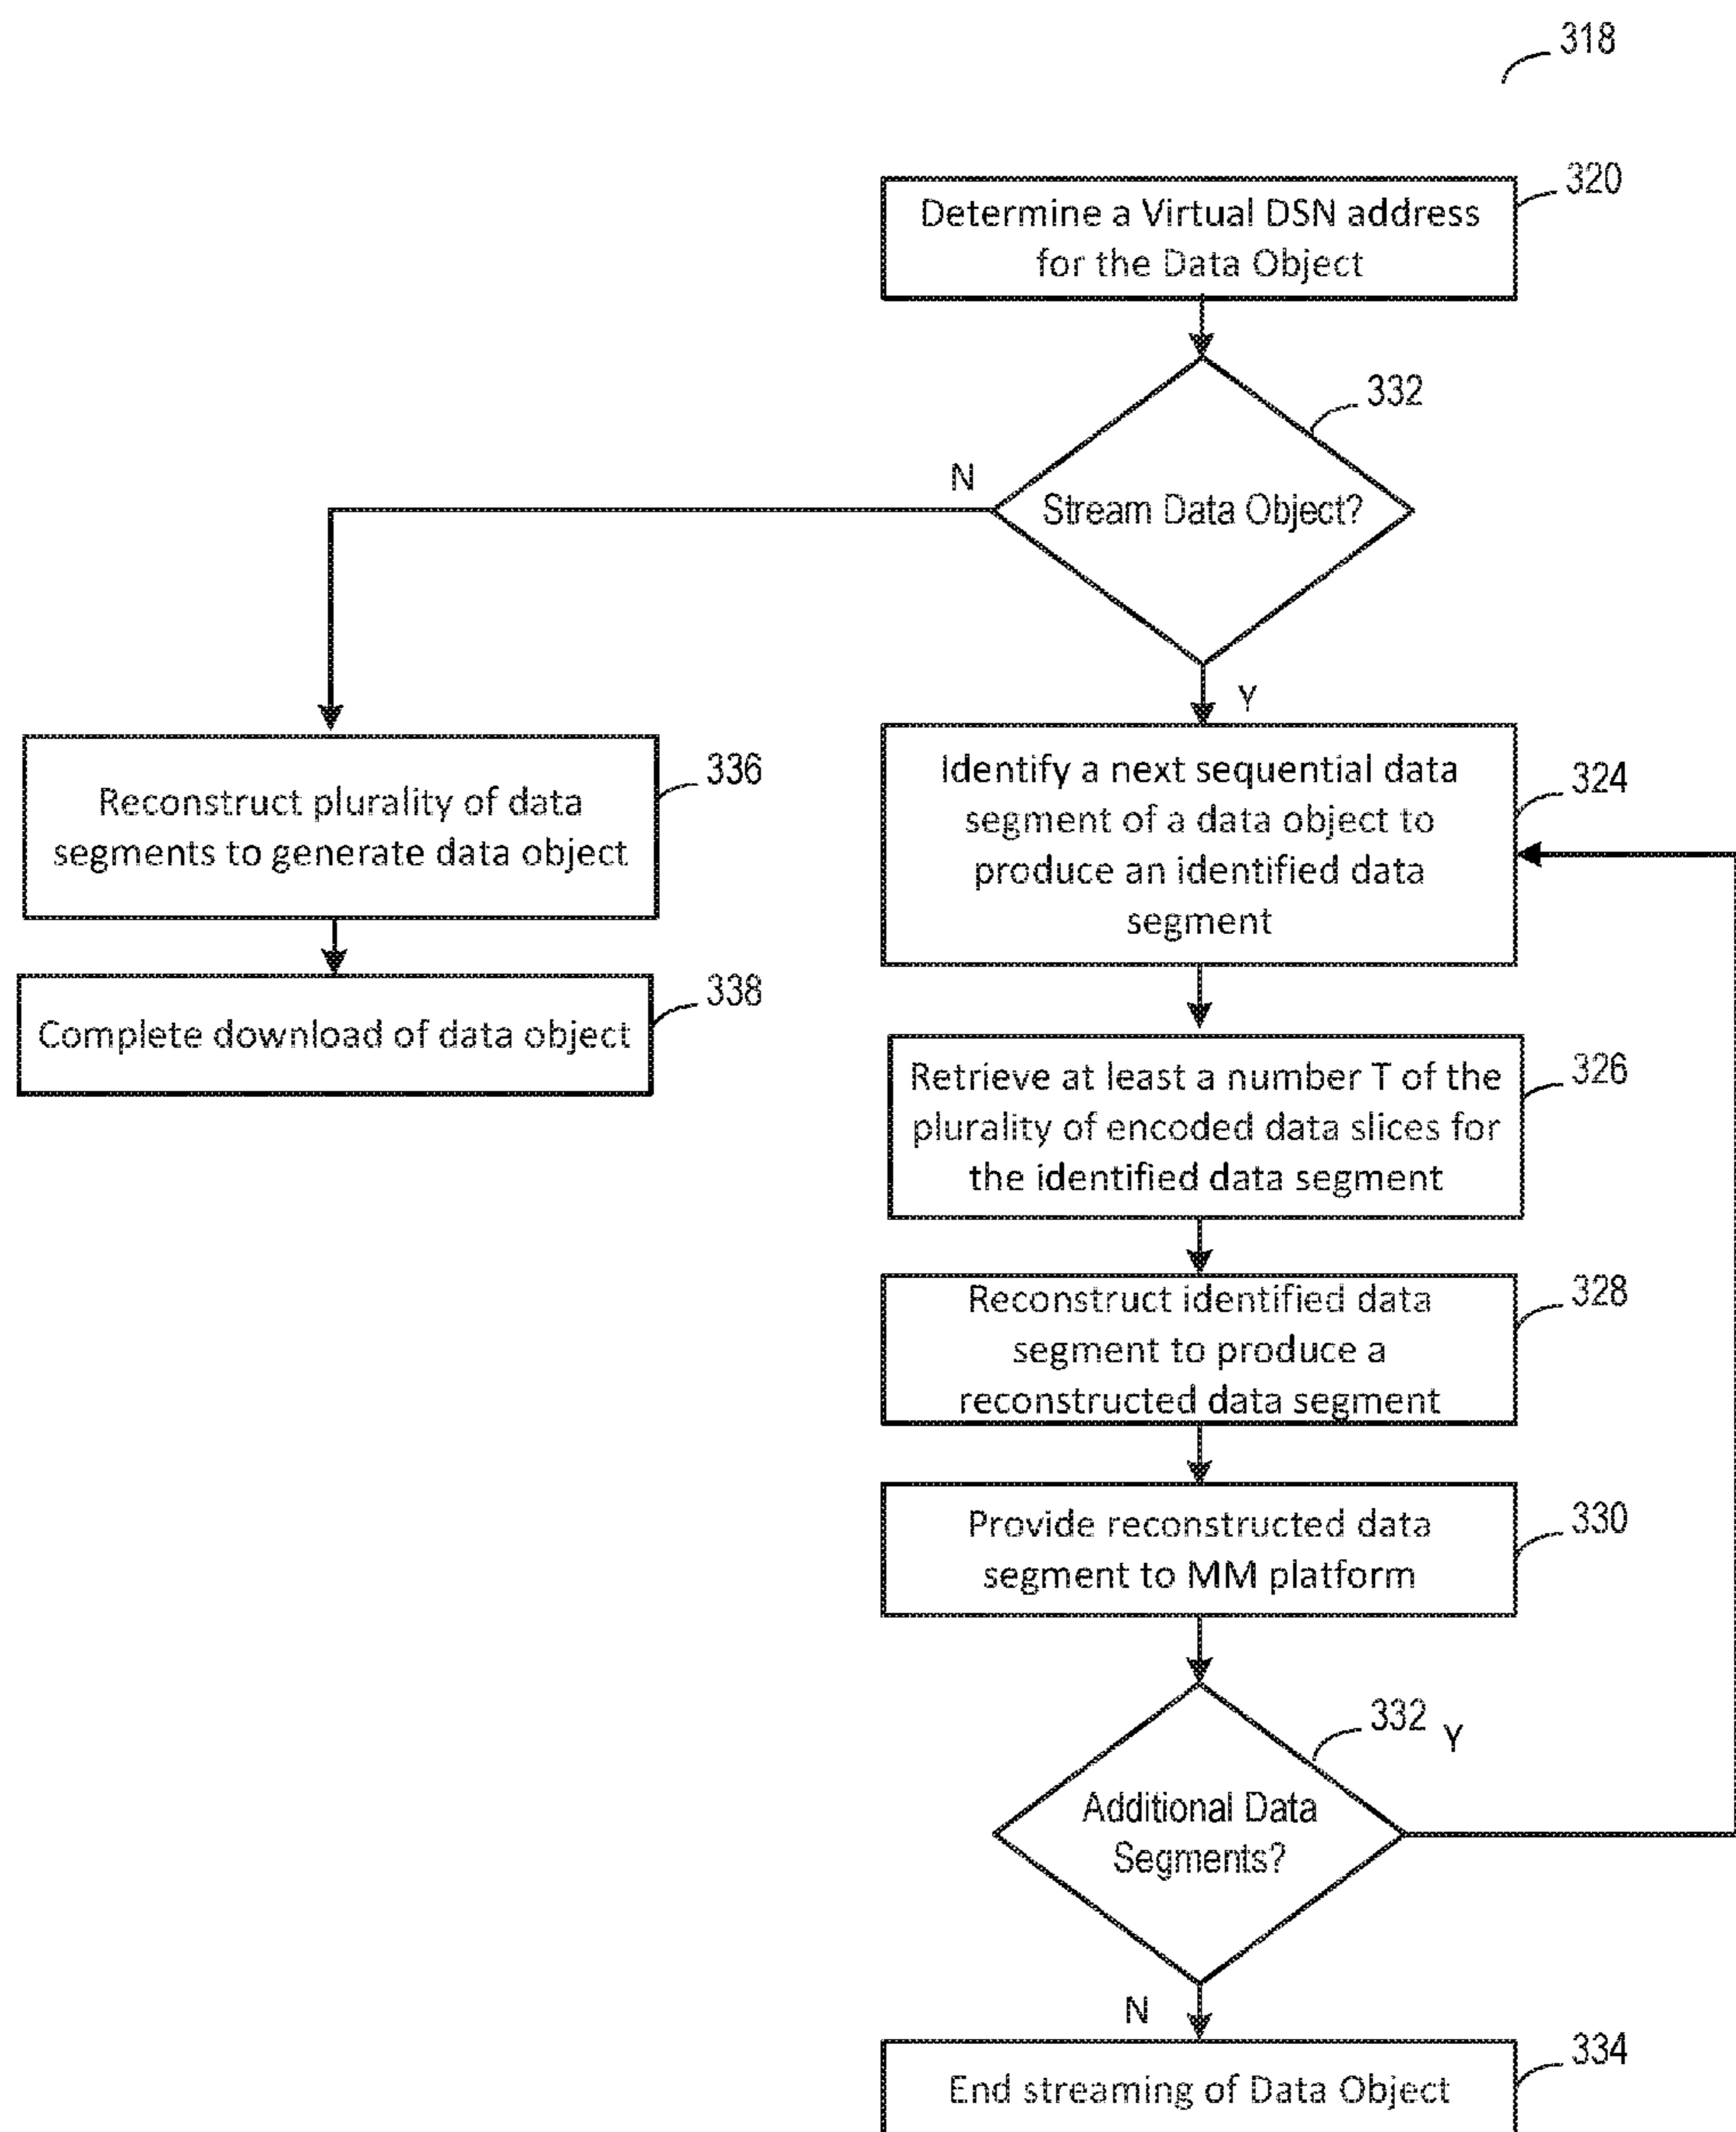 318
320
Determine a Virtual DSN address
for the Data Object
332
N
Stream Data Object?
Y
336
Reconstruct plurality of data
segments to generate data object
338
Complete download of data object
324
Identify a next sequential data
segment of a data object to
produce an identified data
segment
326
Retrieve at least a number T of the
plurality of encoded data slices for
the identified data segment
328
Reconstruct identified data
segment to produce a
reconstructed data segment
330
Provide reconstructed data
segment to MM platform
332
Y
Additional Data
Segments?
N
334
End streaming of Data Object